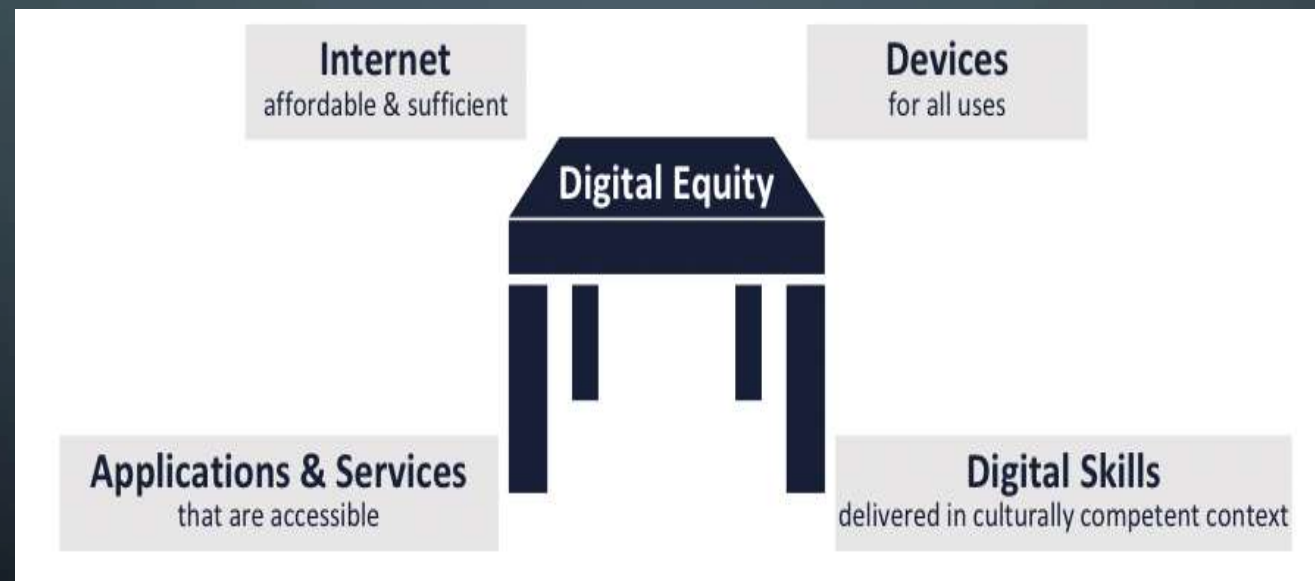 Internet
affordable & sufficient
Devices
for all uses
Digital Equity
Applications & Services
that are accessible
Digital Skills
delivered in culturally competent context